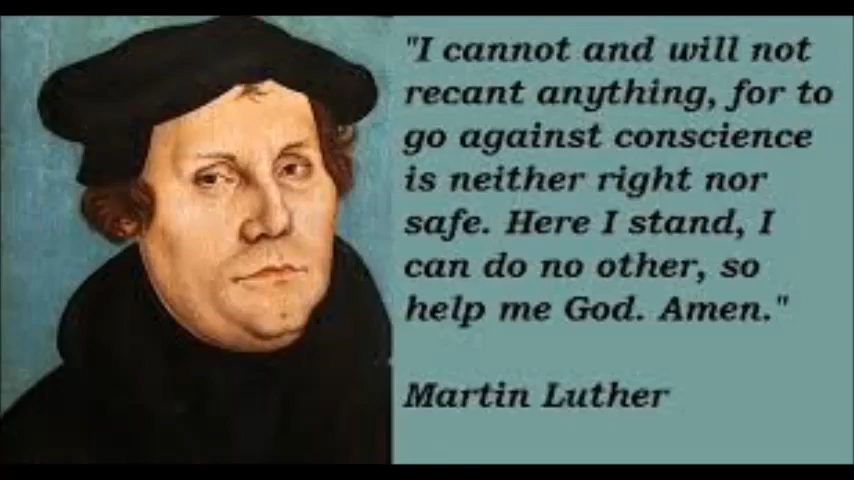 "I cannot and will not
recant anything, for to
go against conscience
is neither right nor
safe. Here I stand, I
can do no other, so
help me God. Amen."
Martin Luther